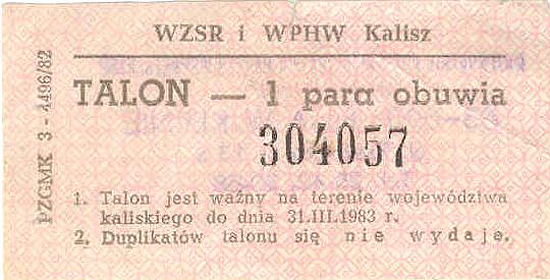 WZSR i WPHW Kalisz
TALON — 1 para obuwia
304057
1. Talon jest ważny na terenie województwa
kaliskiego do dnia 31.III.1983 r.
2. Duplikatów talonu się nie wydaje.
PZGMK 3 - 4496/82